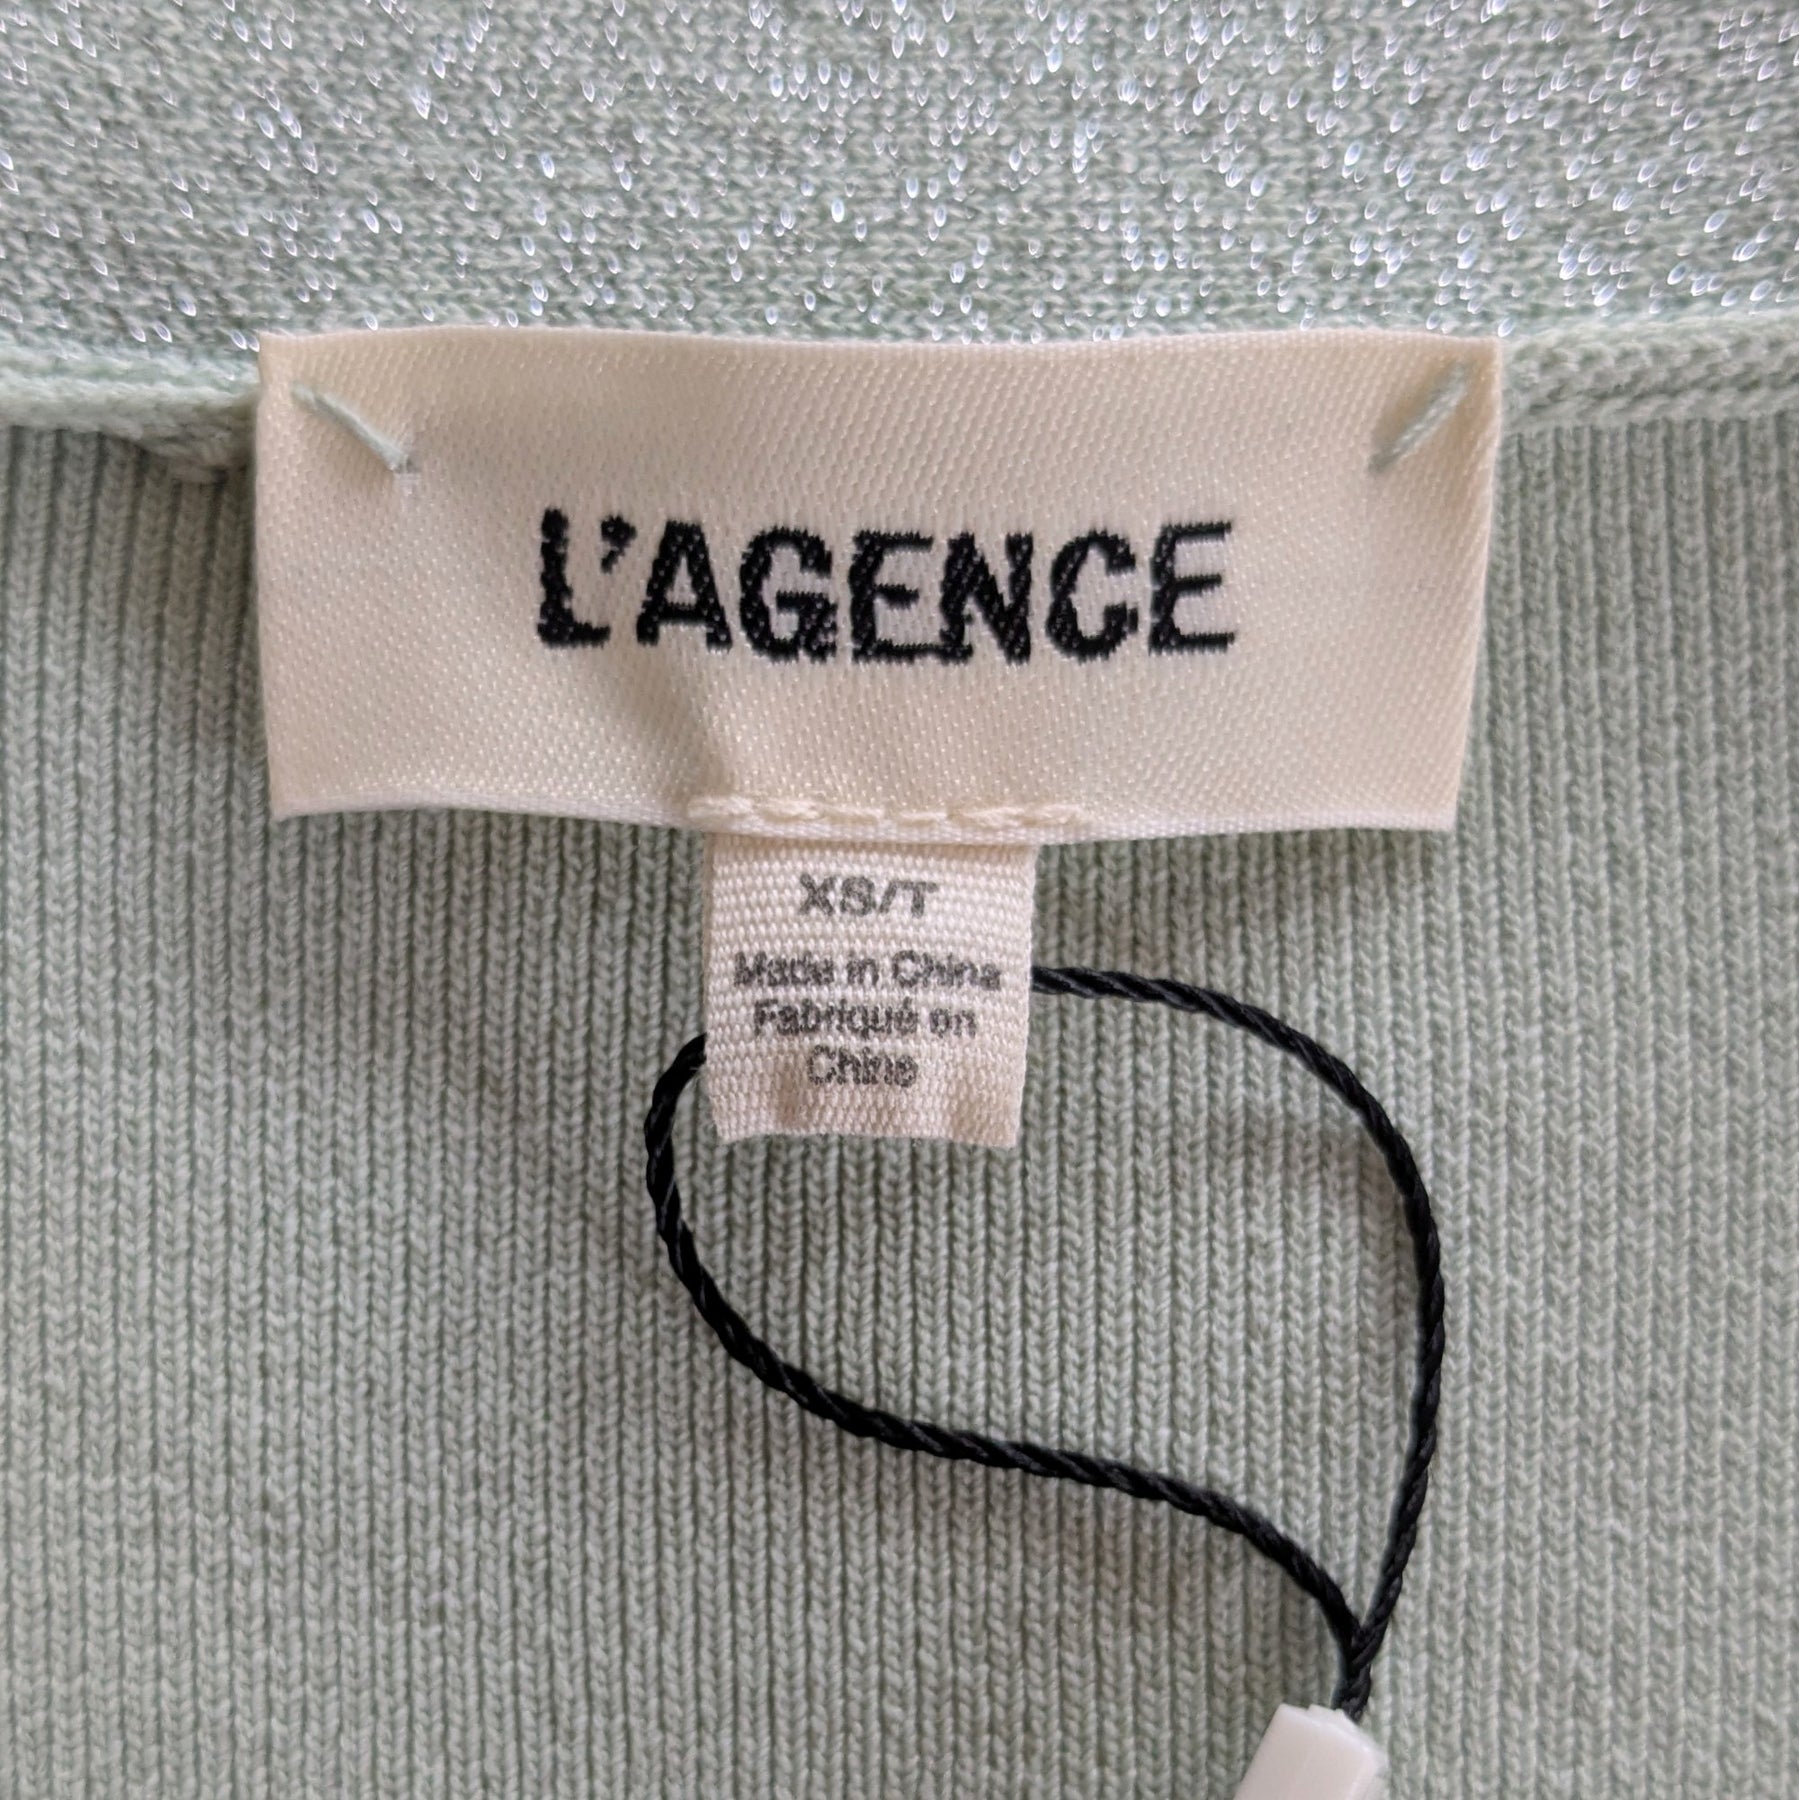 L'AGENCE
XS/T
Made in China
Fabriqué en
Chine